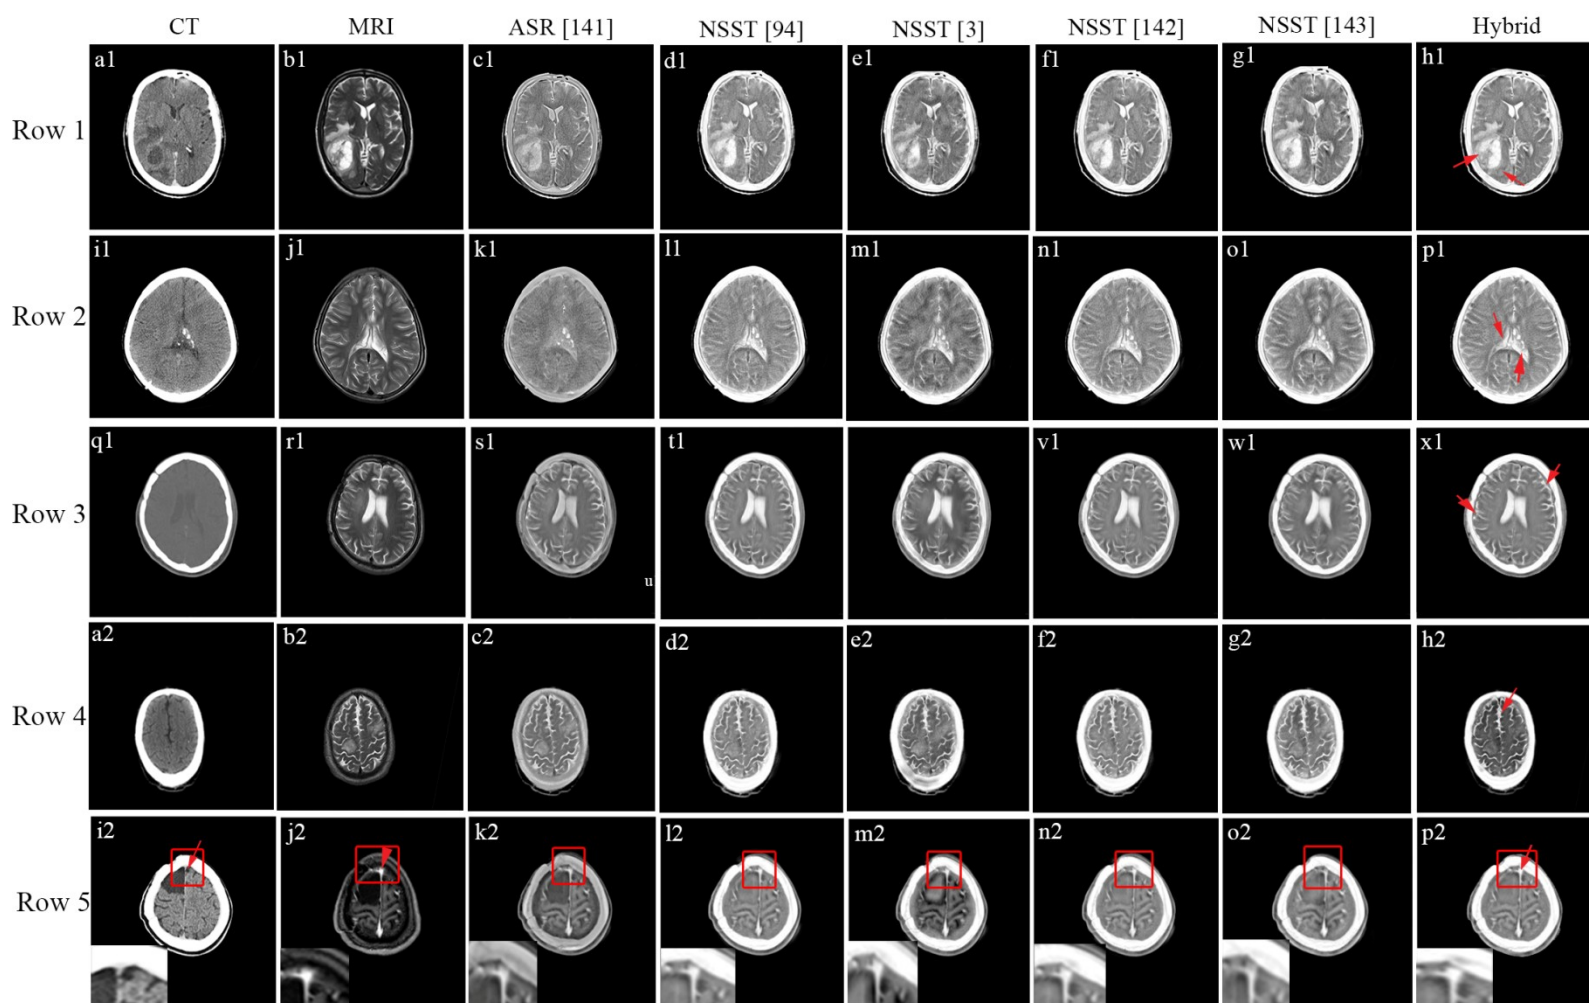 CT MRI ASR [141] NSST [94] NSST [3] NSST [142] NSST [143] Hybrid
a1 b1 c1 d1 e1 f1 g1 h1
Row 1
i1 j1 k1 l1 m1 n1 o1 p1
Row 2
q1 r1 s1 t1 v1 w1 x1
Row 3
u
a2 b2 c2 d2 e2 f2 g2 h2
Row 4
i2 j2 k2 l2 m2 n2 o2 p2
Row 5